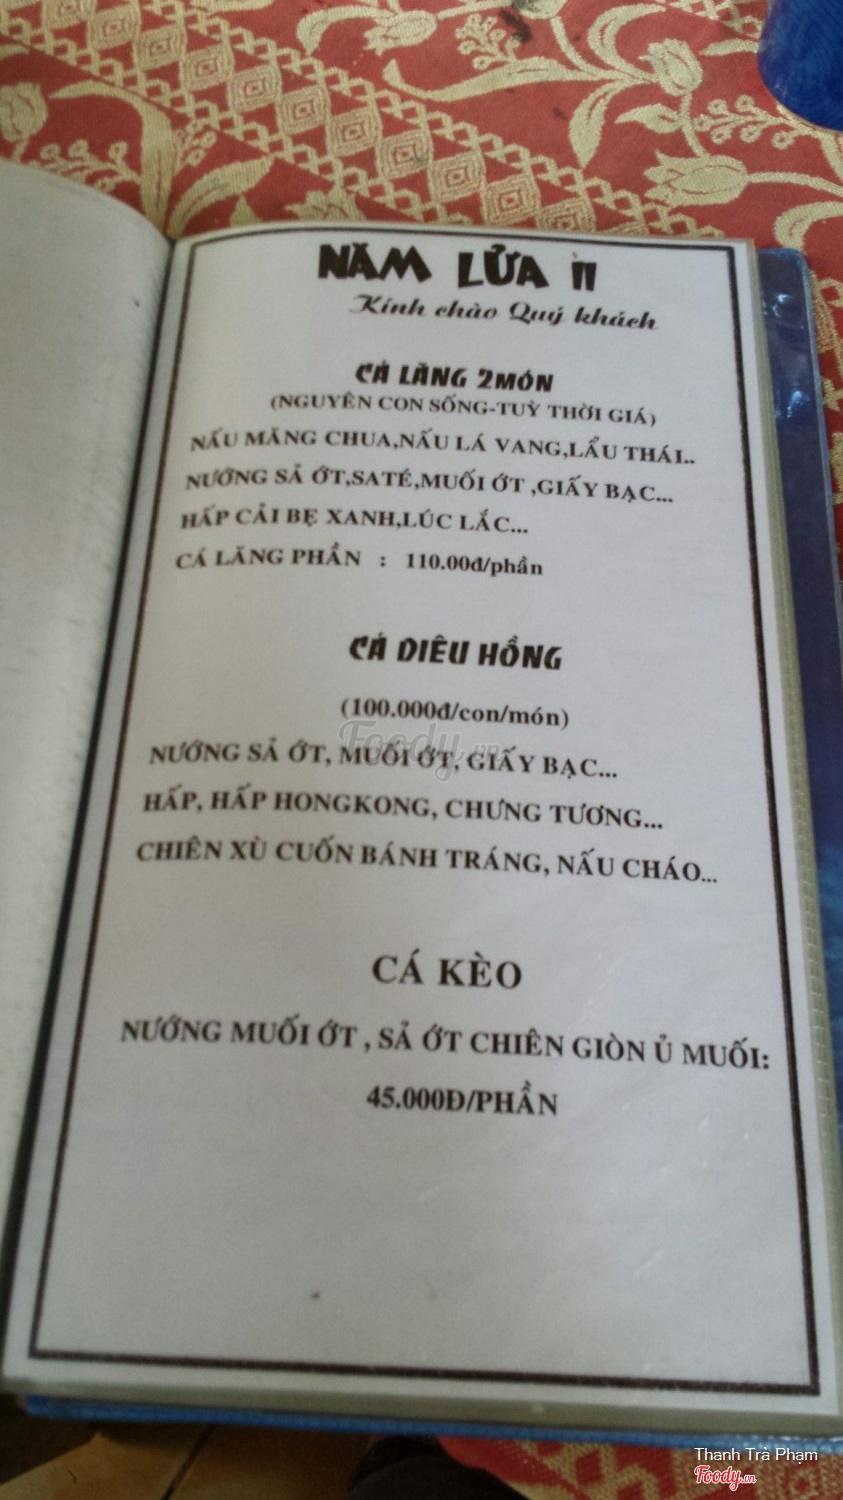 NĂM LỬA II
Kính chào Quý khách
CÁ LĂNG 2MÓN
(NGUYÊN CON SỐNG-TUỲ THỜI GIÁ)
NẤU MĂNG CHUA,NẤU LÁ VANG,LẨU THÁI..
NƯỚNG SẢ ỚT,SATÉ,MUỐI ỚT ,GIẤY BẠC...
HẤP CẢI BẸ XANH,LÚC LẮC...
CÁ LĂNG PHẦN : 110.00đ/phần
CÁ DIÊU HỒNG
(100.000đ/con/món)
NƯỚNG SẢ ỚT, MUỐI ỚT, GIẤY BẠC...
HẤP, HẤP HONGKONG, CHƯNG TƯƠNG...
CHIÊN XÙ CUỐN BÁNH TRÁNG, NẤU CHÁO...
CÁ KÈO
NƯỚNG MUỐI ỚT , SẢ ỚT CHIÊN GIÒN Ủ MUỐI:
45.000Đ/PHẦN
Foody.vn
Thanh Trà Phạm
Foody.vn